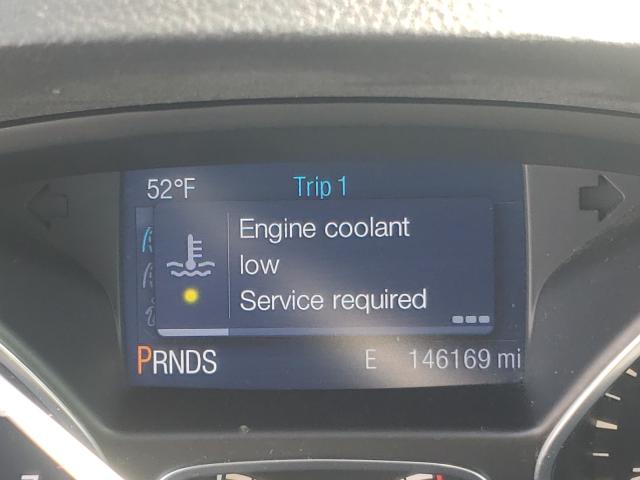 52°F Trip 1
Engine coolant
low
Service required
PRNDS E 146169 mi